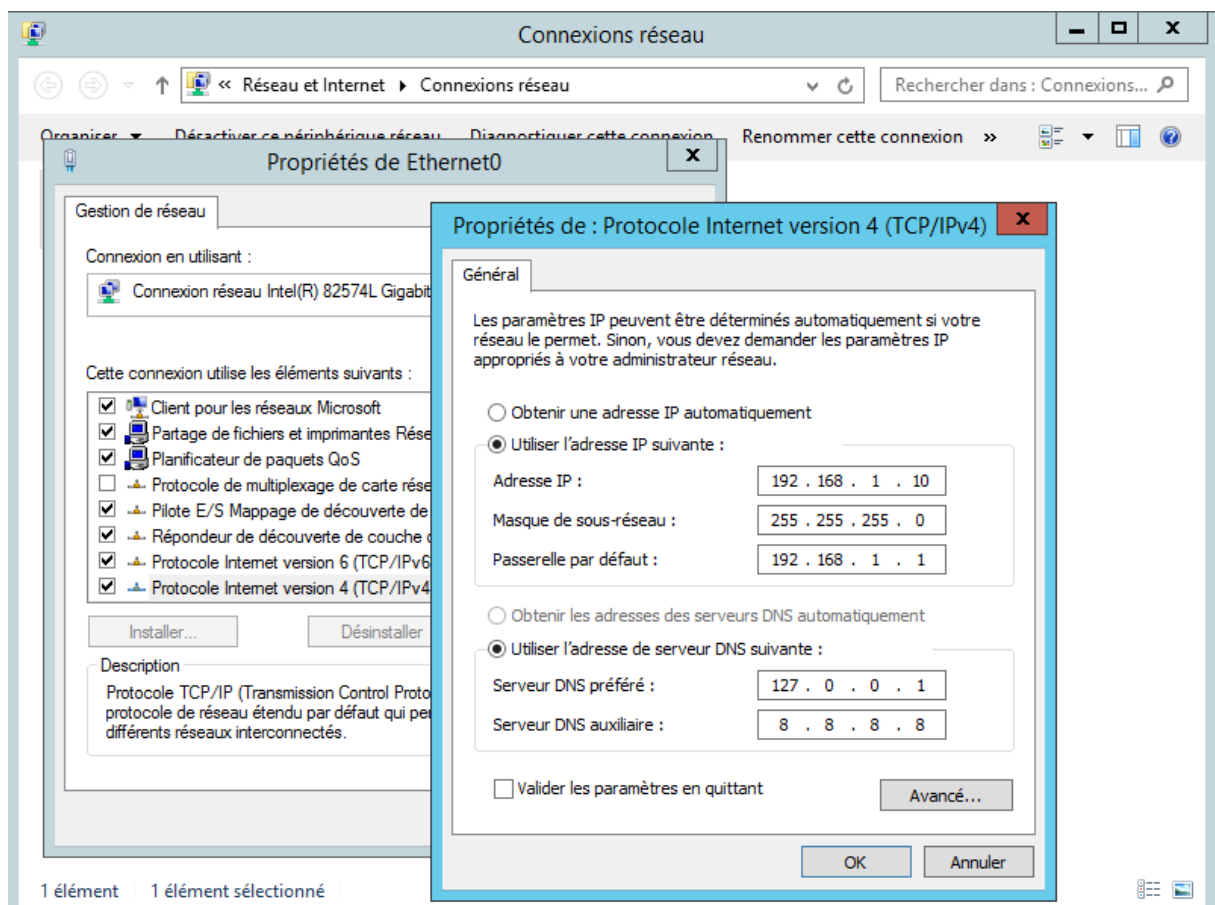 Connexions réseau
« Réseau et Internet Connexions réseau
Rechercher dans : Connexions...
Organiser Désactiver ce périphérique réseau Diagnostiquer cette connexion Renommer cette connexion »
Propriétés de Ethernet0
Gestion de réseau
Connexion en utilisant :
Connexion réseau Intel(R) 82574L Gigabit
Cette connexion utilise les éléments suivants :
Client pour les réseaux Microsoft
Partage de fichiers et imprimantes Rése
Planificateur de paquets QoS
Protocole de multiplexage de carte rése
Pilote E/S Mappage de découverte de
Répondeur de découverte de couche
Protocole Internet version 6 (TCP/IPv6
Protocole Internet version 4 (TCP/IPv4
Installer...
Désinstaller
Description
Protocole TCP/IP (Transmission Control Proto
protocole de réseau étendu par défaut qui per
différents réseaux interconnectés.
Propriétés de : Protocole Internet version 4 (TCP/IPv4)
Général
Les paramètres IP peuvent être déterminés automatiquement si votre
réseau le permet. Sinon, vous devez demander les paramètres IP
appropriés à votre administrateur réseau.
Obtenir une adresse IP automatiquement
Utiliser l'adresse IP suivante :
Adresse IP : 192 . 168 . 1 . 10
Masque de sous-réseau : 255 . 255 . 255 . 0
Passerelle par défaut : 192 . 168 . 1 . 1
Obtenir les adresses des serveurs DNS automatiquement
Utiliser l'adresse de serveur DNS suivante :
Serveur DNS préféré : 127 . 0 . 0 . 1
Serveur DNS auxiliaire : 8 . 8 . 8 . 8
Valider les paramètres en quittant
Avancé...
OK
Annuler
1 élément 1 élément sélectionné